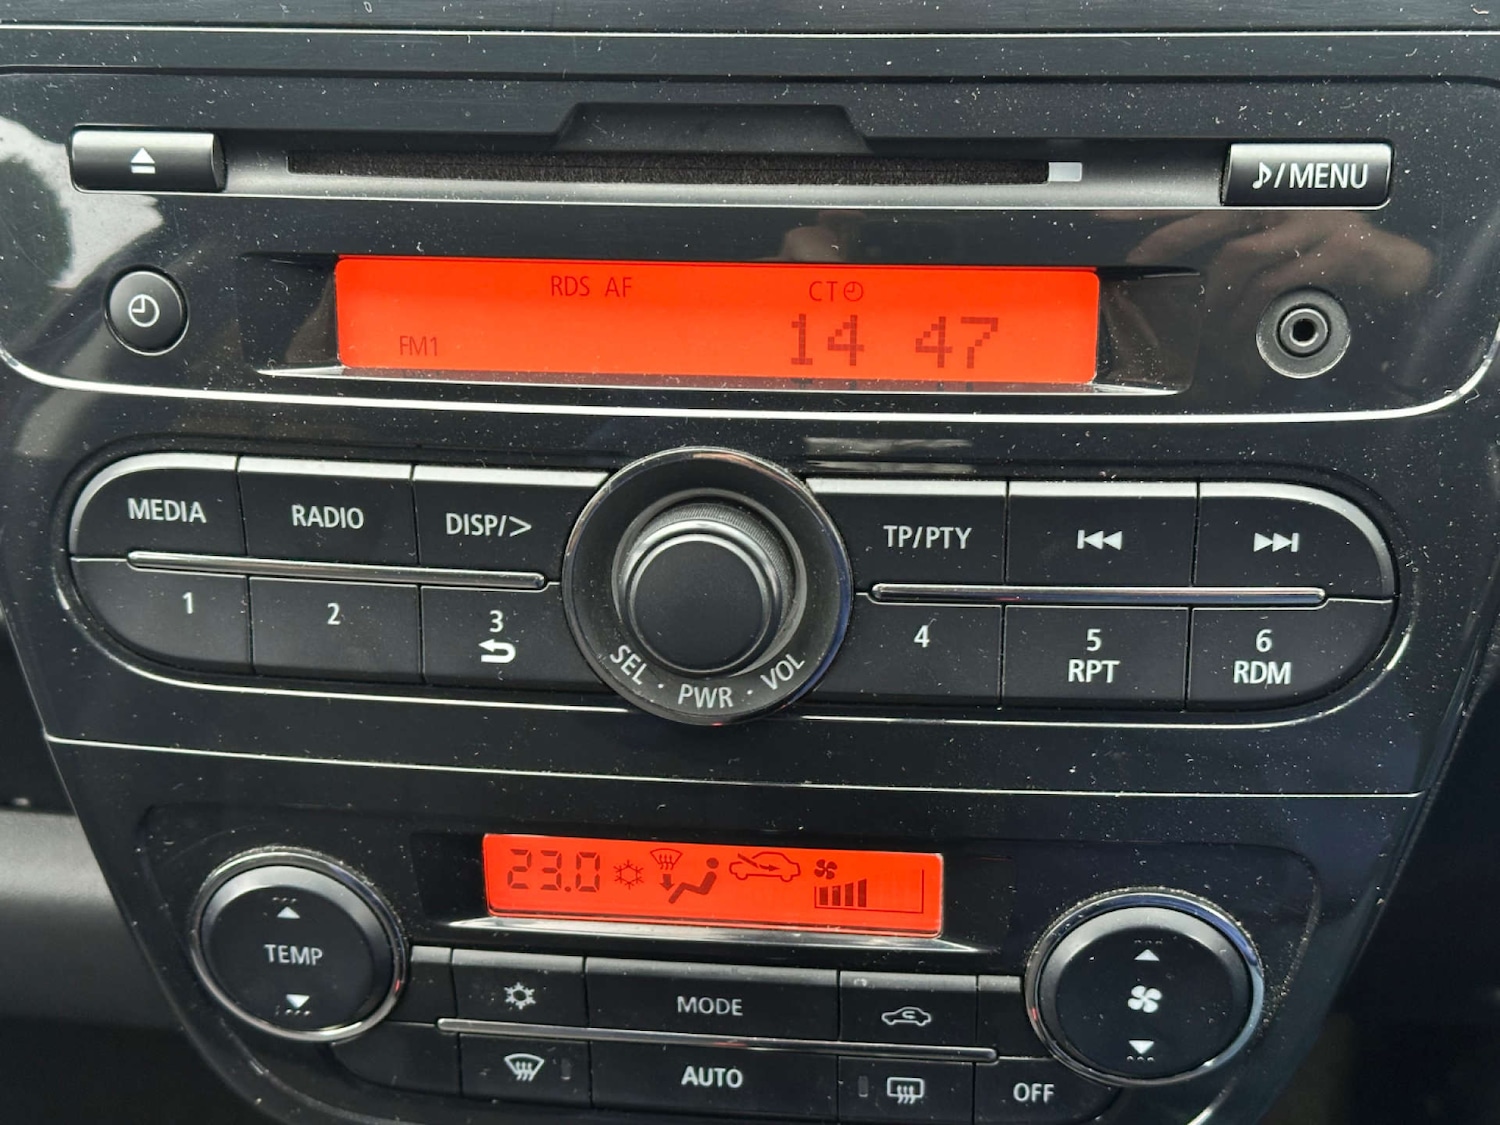 ♪/MENU
RDS AF CT
FM1 14 47
MEDIA RADIO DISP/> TP/PTY
1 2 3 4 5 6
RPT RDM
SEL · PWR · VOL
23.0
TEMP
MODE
AUTO
OFF